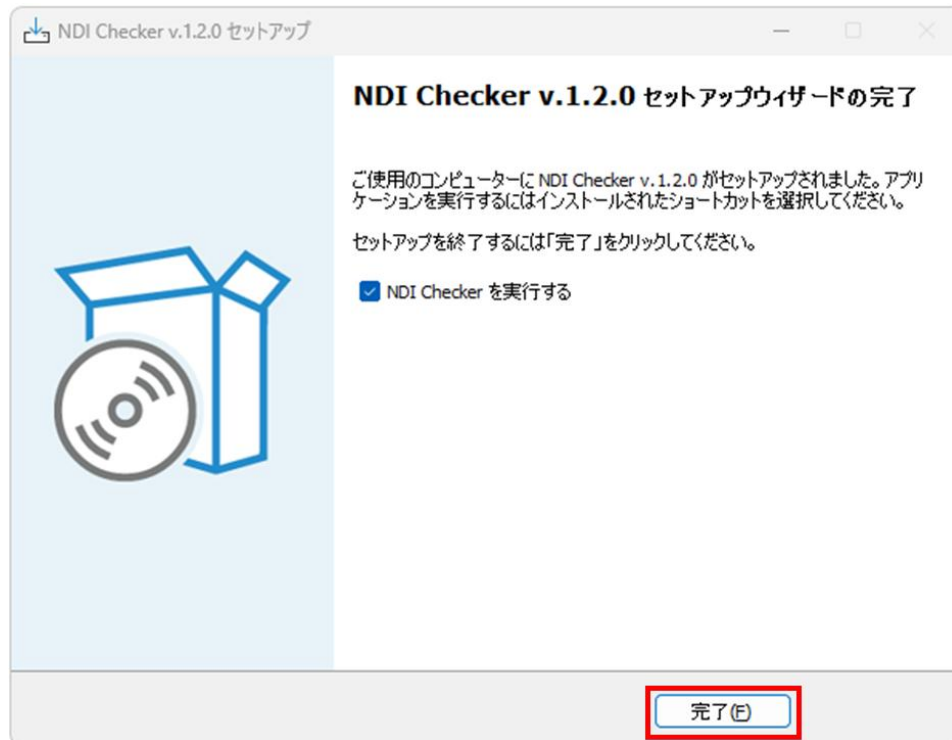 NDI Checker v.1.2.0 セットアップ
NDI Checker v.1.2.0 セットアップウィザードの完了
ご使用のコンピューターに NDI Checker v.1.2.0 がセットアップされました。アプリ
ケーションを実行するにはインストールされたショートカットを選択してください。
セットアップを終了するには「完了」をクリックしてください。
NDI Checker を実行する
完了(F)